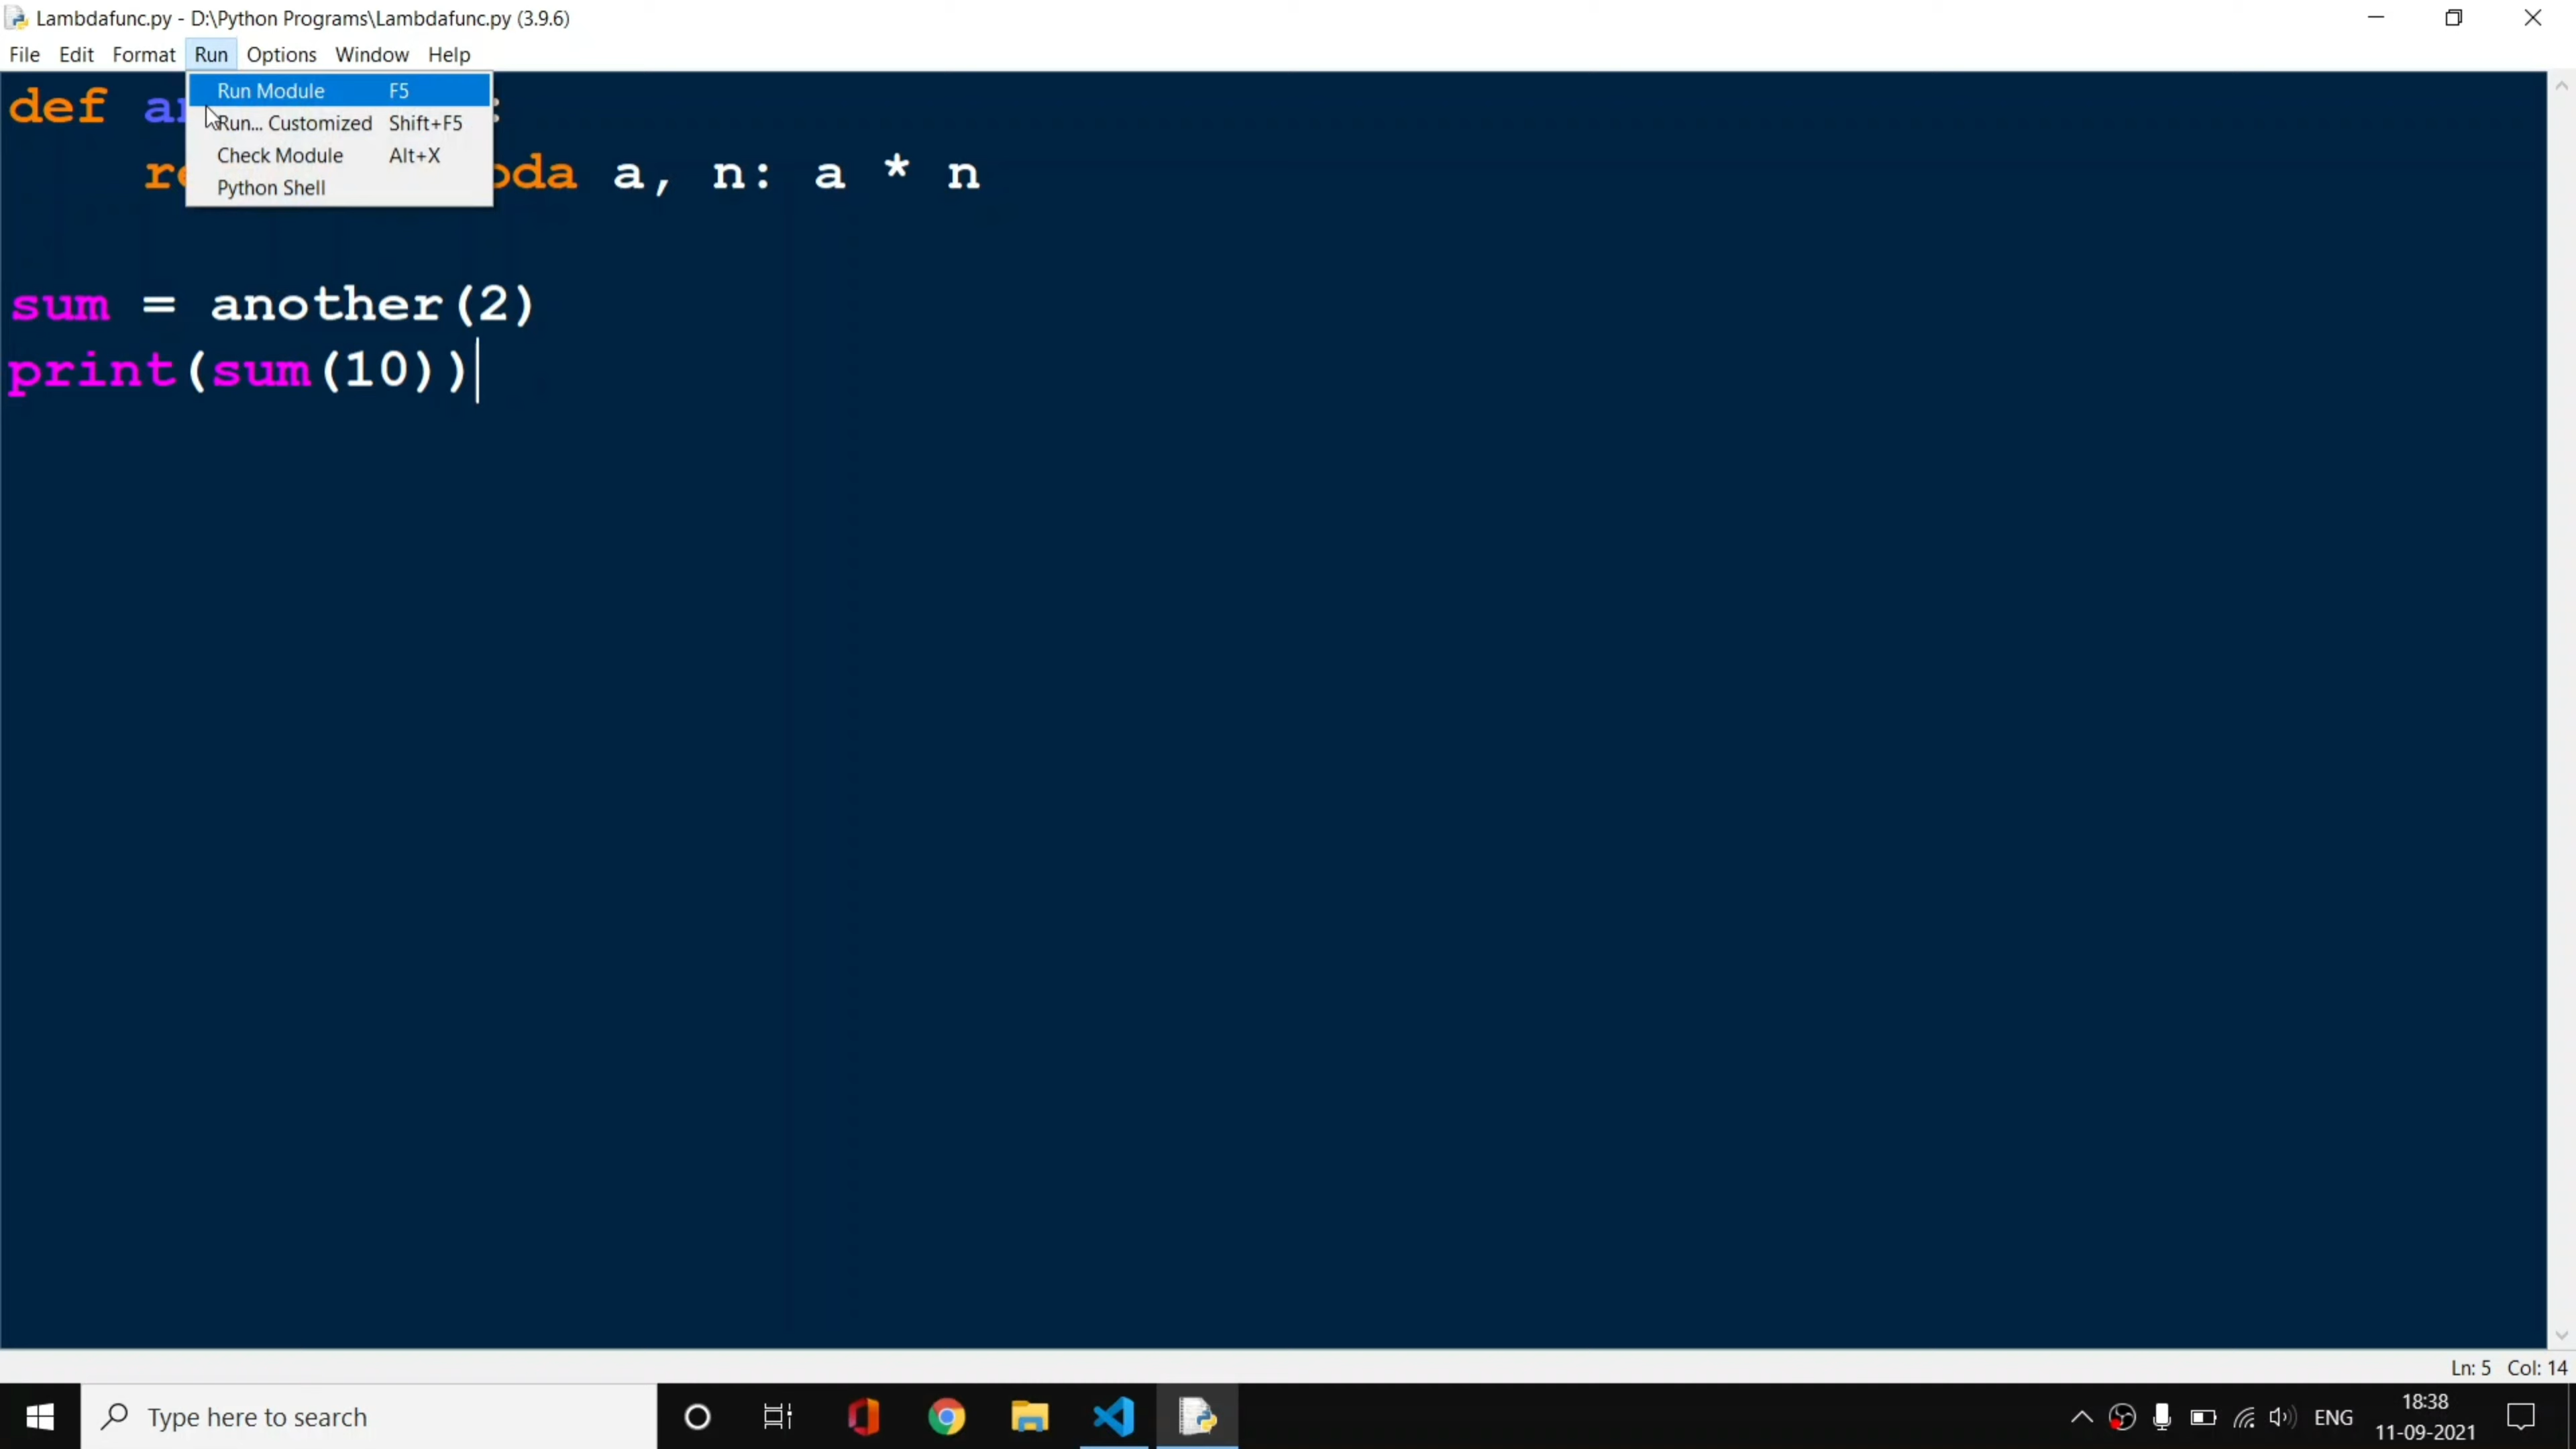 Lambdafunc.py - D:\Python Programs\Lambdafunc.py (3.9.6)
File Edit Format Run Options Window Help
Run Module F5
Run... Customized Shift+F5
Check Module Alt+X
Python Shell
def :
a, n: a * n
sum = another(2)
print(sum(10))
Ln: 5 Col: 14
Type here to search
ENG
18:38
11-09-2021